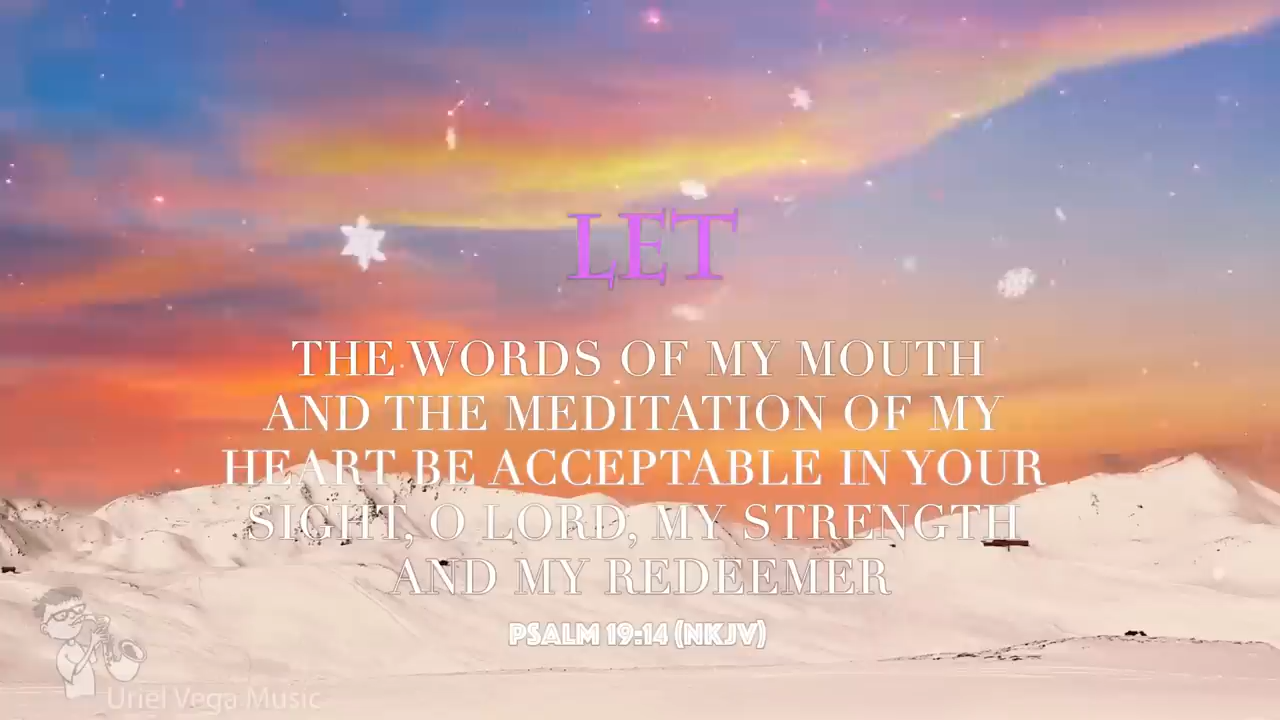 LET
THE WORDS OF MY MOUTH
AND THE MEDITATION OF MY
HEART BE ACCEPTABLE IN YOUR
SIGHT, O LORD, MY STRENGTH
AND MY REDEEMER
PSALM 19:14 (NKJV)
Uriel Vega Music